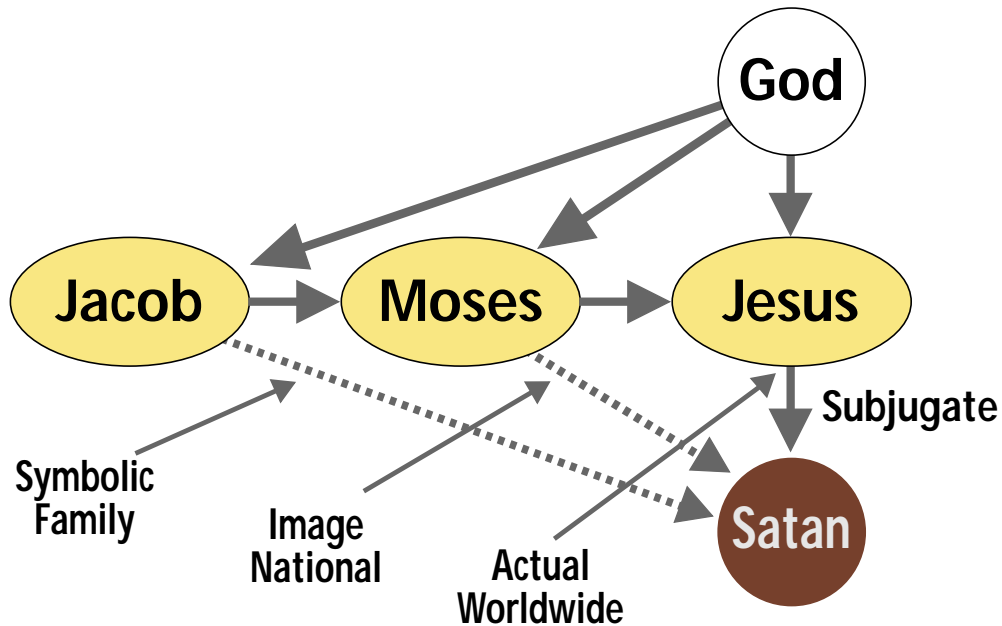 God
Jacob
Moses
Jesus
Subjugate
Symbolic
Family
Image
National
Actual
Worldwide
Satan